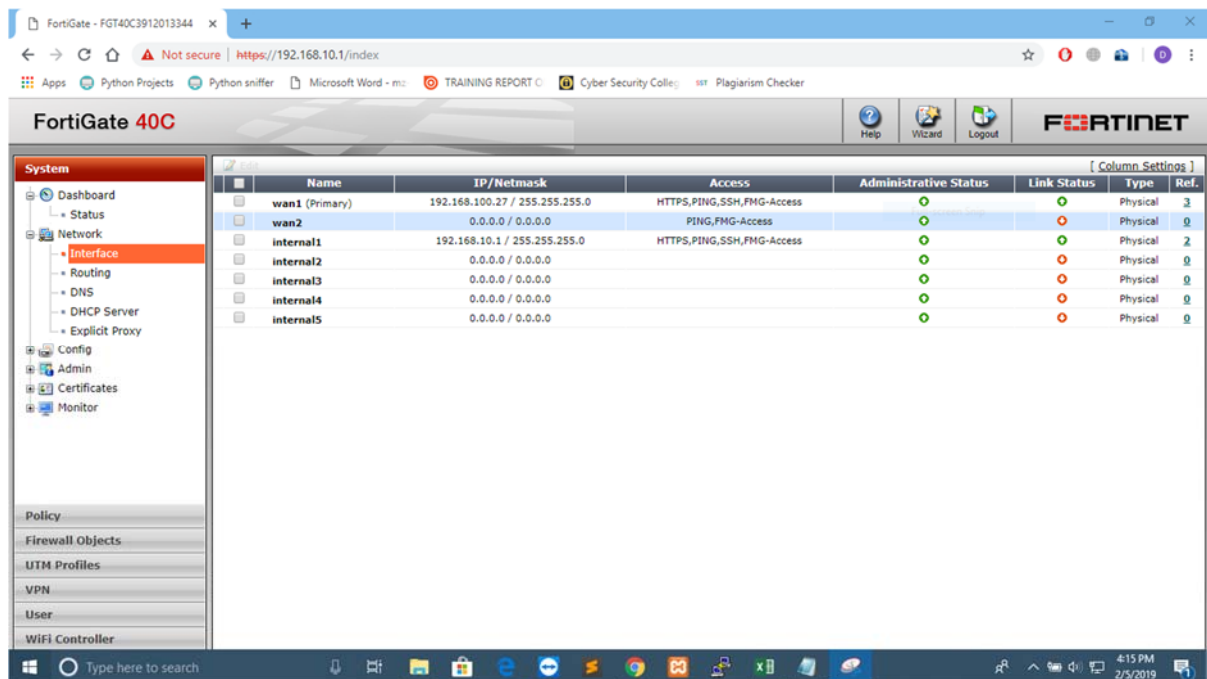 FortiGate - FGT40C3912013344
Not secure | https://192.168.10.1/index
Apps Python Projects Python sniffer Microsoft Word - ma TRAINING REPORT O Cyber Security Colleg SST Plagiarism Checker
FortiGate 40C Help Wizard Logout FORTINET
System
Dashboard
Status
Network
Interface
Routing
DNS
DHCP Server
Explicit Proxy
Config
Admin
Certificates
Monitor
Policy
Firewall Objects
UTM Profiles
VPN
User
WiFi Controller
Edit [ Column Settings ]
Name IP/Netmask Access Administrative Status Link Status Type Ref.
wan1 (Primary) 192.168.100.27 / 255.255.255.0 HTTPS,PING,SSH,FMG-Access Physical 3
wan2 0.0.0.0 / 0.0.0.0 PING,FMG-Access Physical 0
internal1 192.168.10.1 / 255.255.255.0 HTTPS,PING,SSH,FMG-Access Physical 2
internal2 0.0.0.0 / 0.0.0.0 Physical 0
internal3 0.0.0.0 / 0.0.0.0 Physical 0
internal4 0.0.0.0 / 0.0.0.0 Physical 0
internal5 0.0.0.0 / 0.0.0.0 Physical 0
Type here to search
4:15 PM
2/5/2019